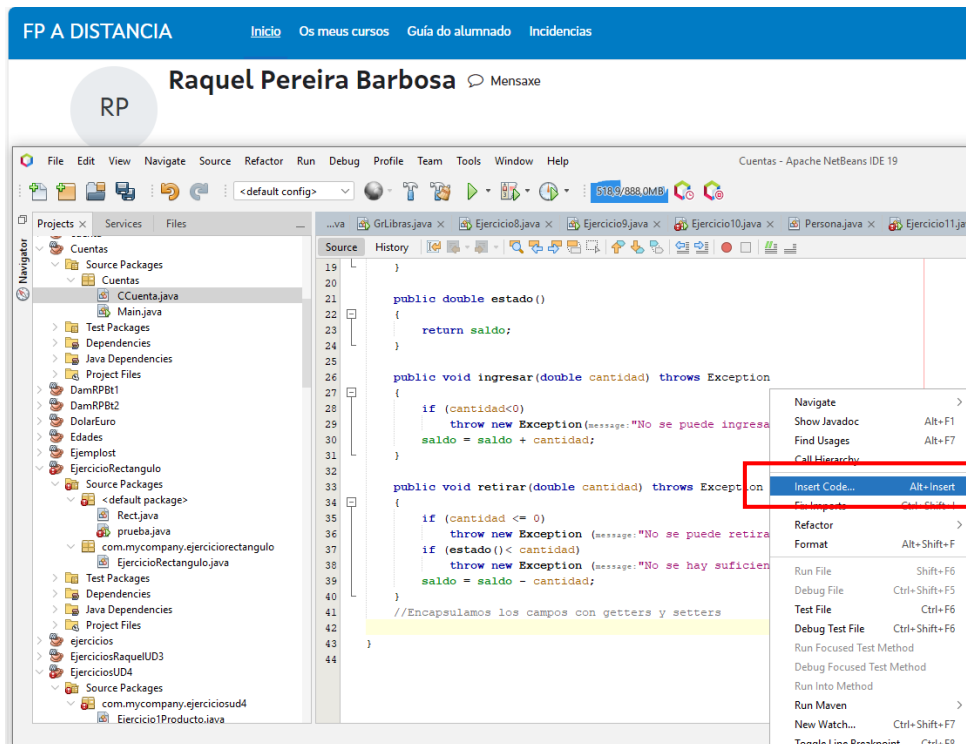 FP A DISTANCIA Inicio Os meus cursos Guía do alumnado Incidencias
Raquel Pereira Barbosa Mensaxe
RP
File Edit View Navigate Source Refactor Run Debug Profile Team Tools Window Help Cuentas - Apache NetBeans IDE 19
<default config> 518,9/888,0MB
Projects Services Files
...va GrLibras.java Ejercicio8.java Ejercicio9.java Ejercicio10.java Persona.java Ejercicio11.ja
Source History
Navigator
Cuentas
Source Packages
Cuentas
CCuenta.java
Main.java
Test Packages
Dependencies
Java Dependencies
Project Files
DamRPBt1
DamRPBt2
DolarEuro
Edades
Ejemplost
EjercicioRectangulo
Source Packages
<default package>
Rect.java
prueba.java
com.mycompany.ejerciciorectangulo
EjercicioRectangulo.java
Test Packages
Dependencies
Java Dependencies
Project Files
ejercicios
EjerciciosRaquelUD3
EjerciciosUD4
Source Packages
com.mycompany.ejerciciosud4
Ejercicio1Producto.java
19 }
20
21 public double estado()
22 {
23 return saldo;
24 }
25
26 public void ingresar(double cantidad) throws Exception
27 {
28 if (cantidad<0)
29 throw new Exception(message:"No se puede ingresa
30 saldo = saldo + cantidad;
31 }
32
33 public void retirar(double cantidad) throws Exception
34 {
35 if (cantidad <= 0)
36 throw new Exception (message:"No se puede retira
37 if (estado()< cantidad)
38 throw new Exception (message:"No se hay suficien
39 saldo = saldo - cantidad;
40 }
41 //Encapsulamos los campos con getters y setters
42
43 }
44
Navigate >
Show Javadoc Alt+F1
Find Usages Alt+F7
Call Hierarchy
Insert Code... Alt+Insert
Fix Imports Ctrl+Shift+I
Refactor >
Format Alt+Shift+F
Run File Shift+F6
Debug File Ctrl+Shift+F5
Test File Ctrl+F6
Debug Test File Ctrl+Shift+F6
Run Focused Test Method
Debug Focused Test Method
Run Into Method
Run Maven >
New Watch... Ctrl+Shift+F7
Toggle Line Breakpoint Ctrl+F8